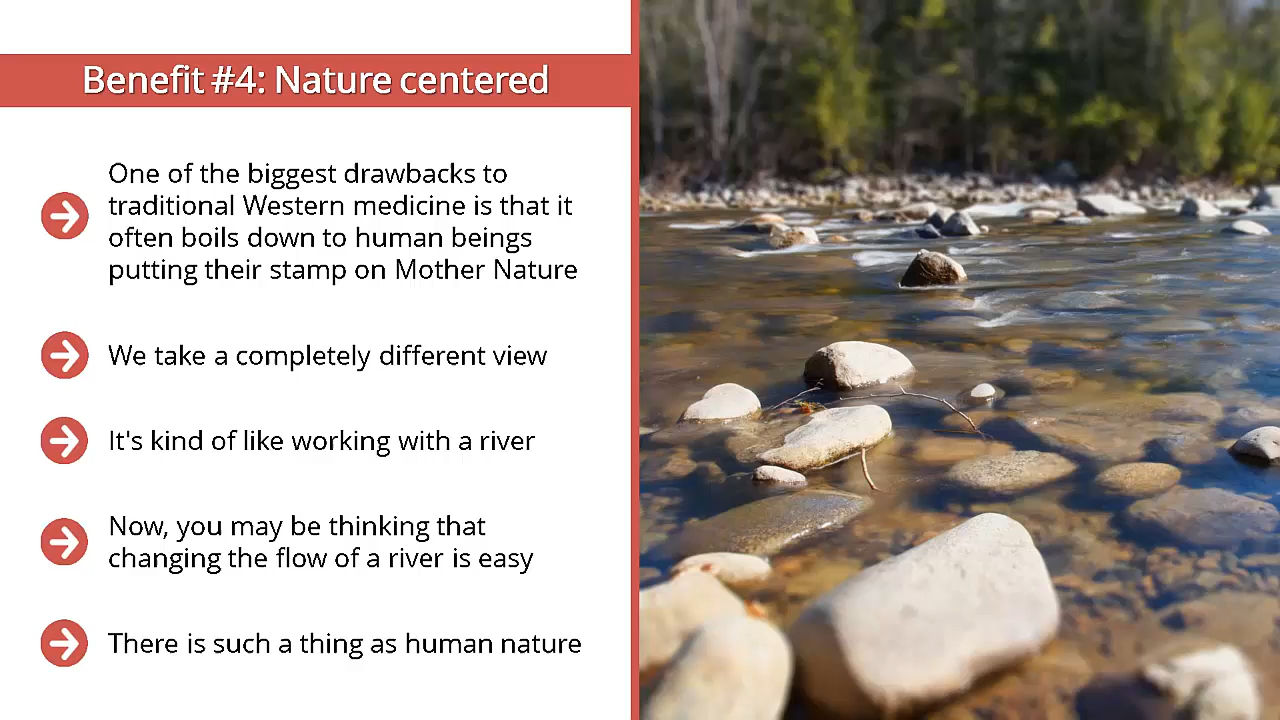 Benefit #4: Nature centered
One of the biggest drawbacks to
traditional Western medicine is that it
often boils down to human beings
putting their stamp on Mother Nature
We take a completely different view
It's kind of like working with a river
Now, you may be thinking that
changing the flow of a river is easy
There is such a thing as human nature